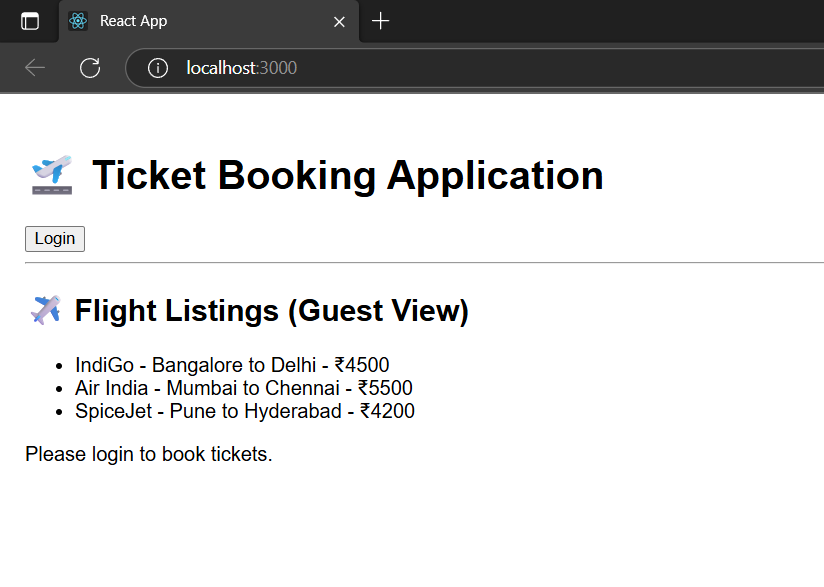 React App
localhost:3000
🛫 Ticket Booking Application
Login
✈️ Flight Listings (Guest View)
• IndiGo - Bangalore to Delhi - ₹4500
• Air India - Mumbai to Chennai - ₹5500
• SpiceJet - Pune to Hyderabad - ₹4200
Please login to book tickets.